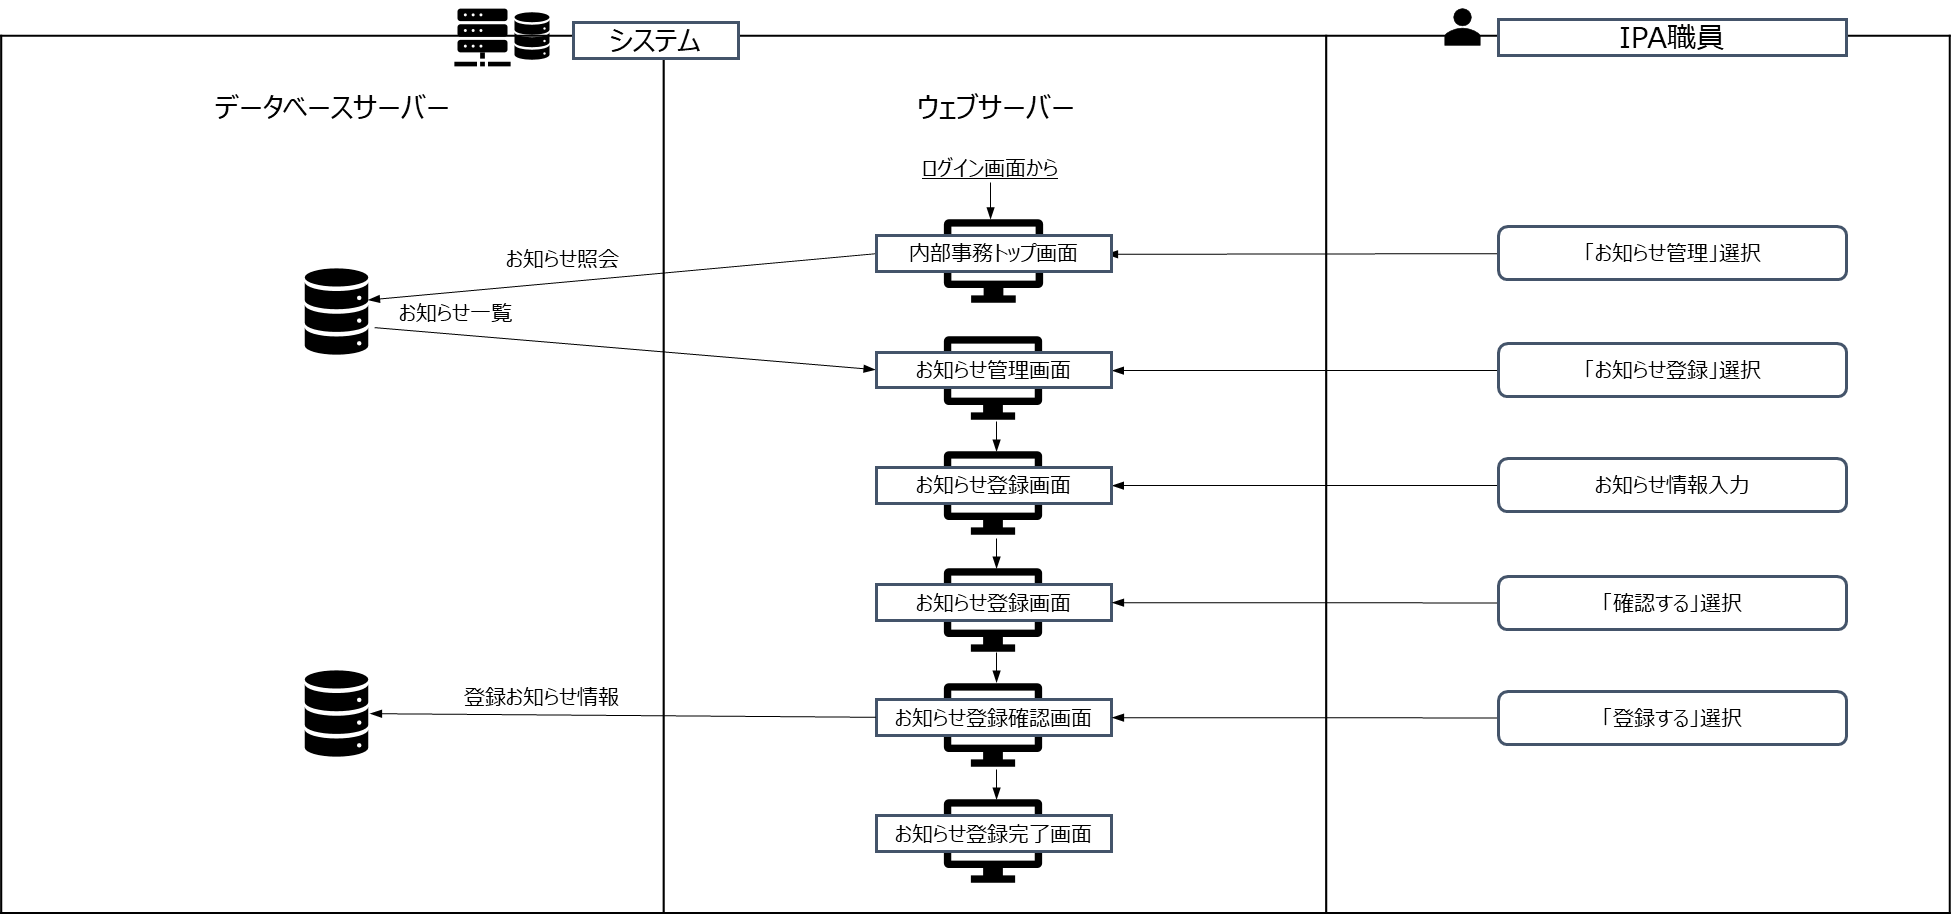 システム
IPA職員
データベースサーバー
ウェブサーバー
ログイン画面から
お知らせ照会
内部事務トップ画面
「お知らせ管理」選択
お知らせ一覧
お知らせ管理画面
「お知らせ登録」選択
お知らせ登録画面
お知らせ情報入力
お知らせ登録画面
「確認する」選択
登録お知らせ情報
お知らせ登録確認画面
「登録する」選択
お知らせ登録完了画面